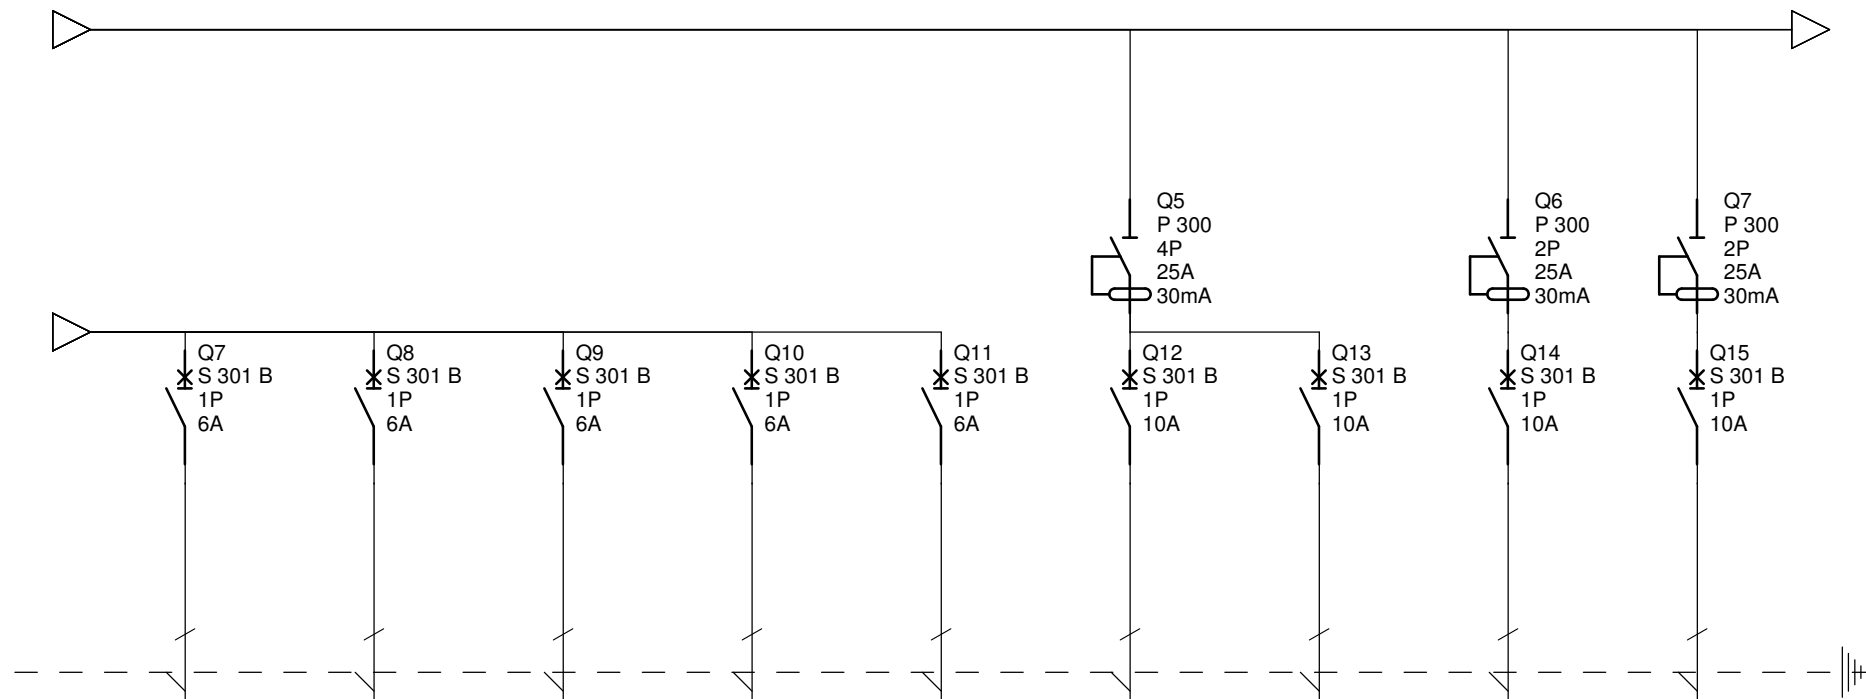 Q5
P 300
4P
25A
30mA
Q6
P 300
2P
25A
30mA
Q7
P 300
2P
25A
30mA
Q7
S 301 B
1P
6A
Q8
S 301 B
1P
6A
Q9
S 301 B
1P
6A
Q10
S 301 B
1P
6A
Q11
S 301 B
1P
6A
Q12
S 301 B
1P
10A
Q13
S 301 B
1P
10A
Q14
S 301 B
1P
10A
Q15
S 301 B
1P
10A